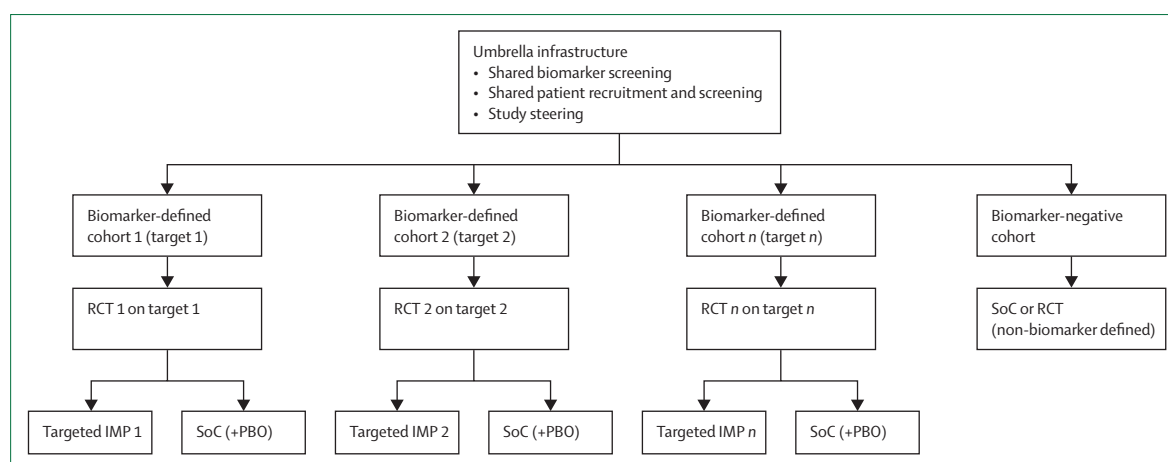 Umbrella infrastructure
• Shared biomarker screening
• Shared patient recruitment and screening
• Study steering
Biomarker-defined
cohort 1 (target 1)
Biomarker-defined
cohort 2 (target 2)
Biomarker-defined
cohort n (target n)
Biomarker-negative
cohort
RCT 1 on target 1
RCT 2 on target 2
RCT n on target n
SoC or RCT
(non-biomarker defined)
Targeted IMP 1
SoC (+PBO)
Targeted IMP 2
SoC (+PBO)
Targeted IMP n
SoC (+PBO)